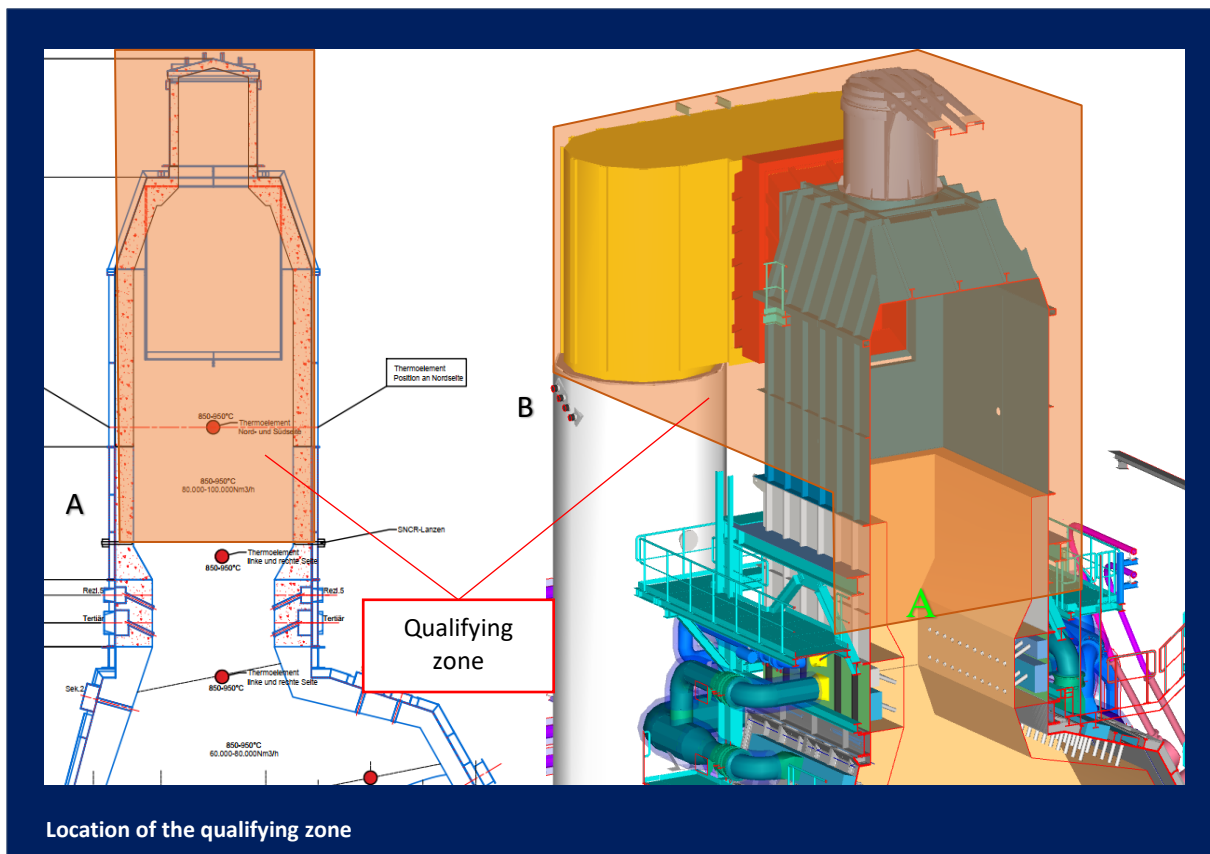 Thermoelement
Position an Nordseite
850-950°C
Thermoelement
Nord- und Südseite
B
850-950°C
80.000-100.000Nm3/h
A
SNCR-Lanzen
Thermoelement
linke und rechte Seite
850-950°C
Rezi.5
Rezi.5
A
Tertiär
Tertiär
Qualifying
zone
Thermoelement
linke und rechte Seite
850-950°C
Sek.2
850-950°C
60.000-80.000Nm3/h
Location of the qualifying zone